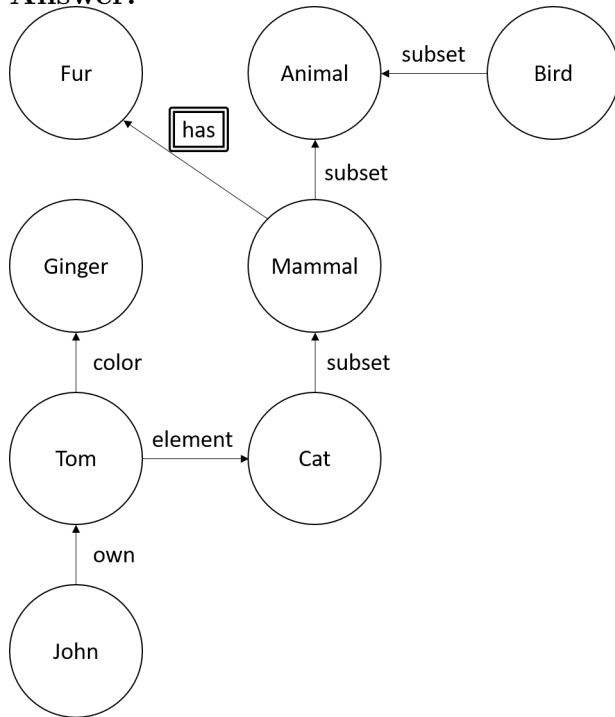 Answer:
Fur
Animal
subset
Bird
has
subset
Ginger
Mammal
color
subset
Tom
element
Cat
own
John